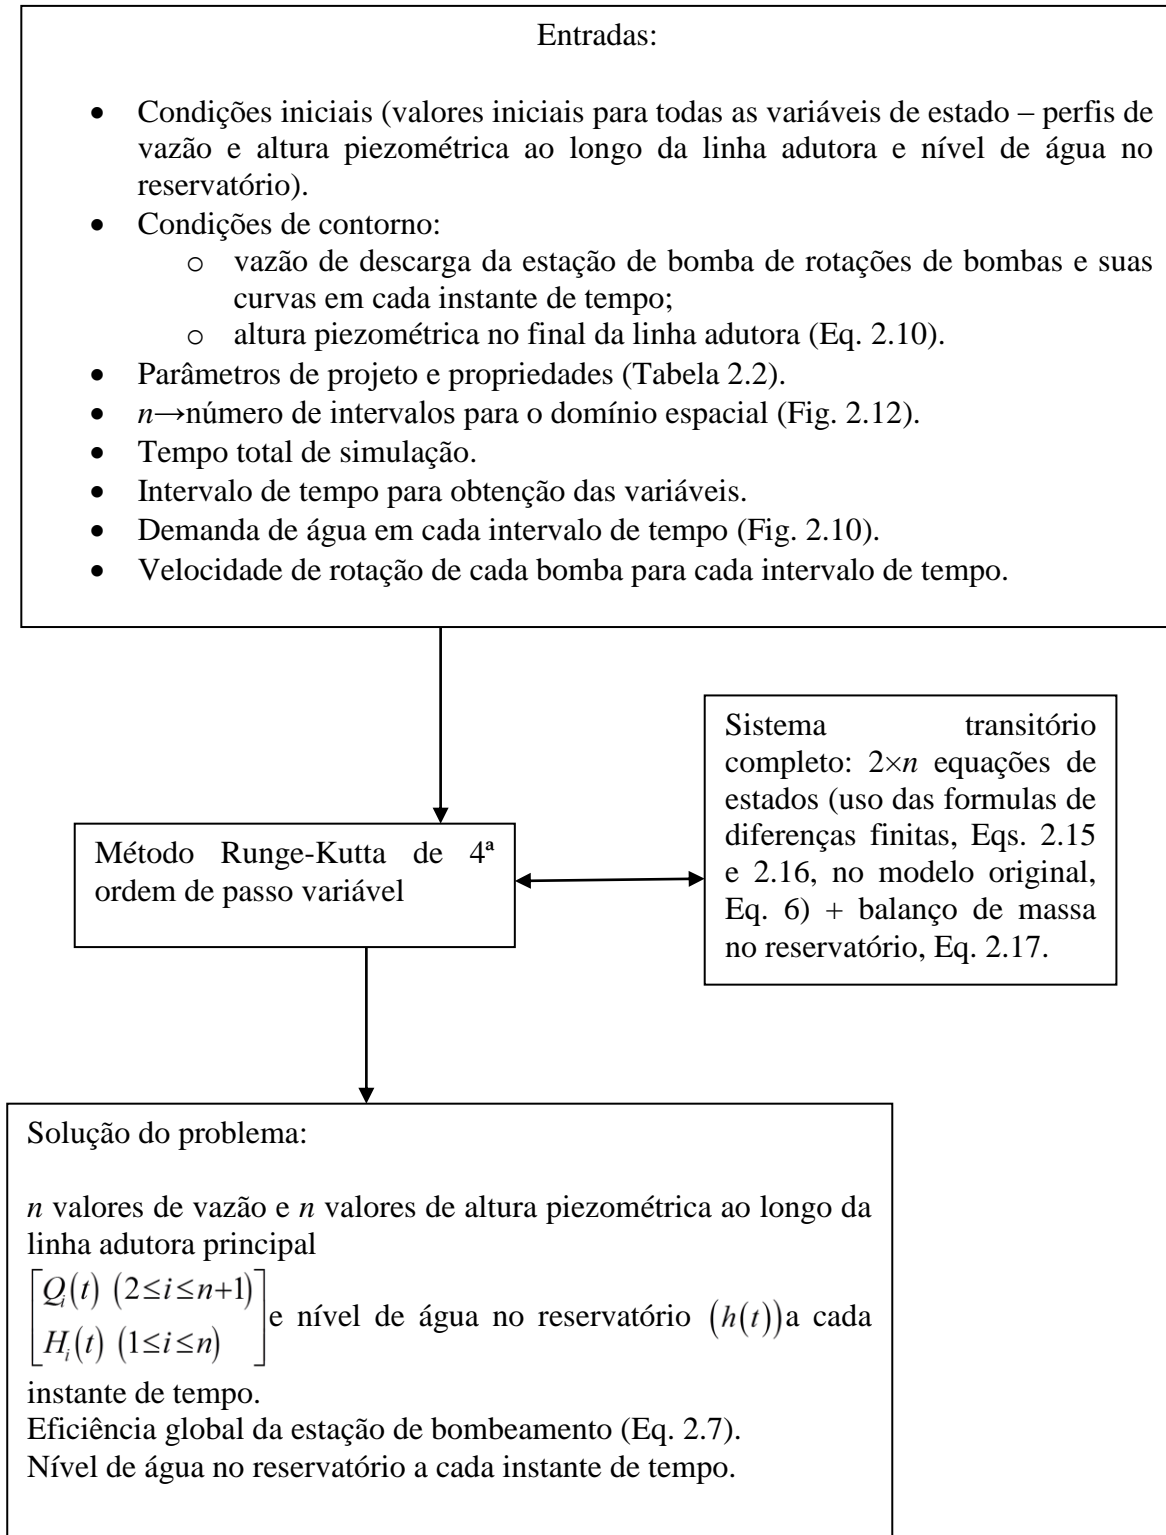 Entradas:
• Condições iniciais (valores iniciais para todas as variáveis de estado – perfis de
vazão e altura piezométrica ao longo da linha adutora e nível de água no
reservatório).
• Condições de contorno:
o vazão de descarga da estação de bomba de rotações de bombas e suas
curvas em cada instante de tempo;
o altura piezométrica no final da linha adutora (Eq. 2.10).
• Parâmetros de projeto e propriedades (Tabela 2.2).
• n→número de intervalos para o domínio espacial (Fig. 2.12).
• Tempo total de simulação.
• Intervalo de tempo para obtenção das variáveis.
• Demanda de água em cada intervalo de tempo (Fig. 2.10).
• Velocidade de rotação de cada bomba para cada intervalo de tempo.
Sistema transitório
completo: 2×n equações de
estados (uso das formulas de
diferenças finitas, Eqs. 2.15
e 2.16, no modelo original,
Eq. 6) + balanço de massa
no reservatório, Eq. 2.17.
Método Runge-Kutta de 4ª
ordem de passo variável
Solução do problema:
n valores de vazão e n valores de altura piezométrica ao longo da
linha adutora principal
[Q_i(t) (2≤i≤n+1)
H_i(t) (1≤i≤n)] e nível de água no reservatório (h(t)) a cada
instante de tempo.
Eficiência global da estação de bombeamento (Eq. 2.7).
Nível de água no reservatório a cada instante de tempo.